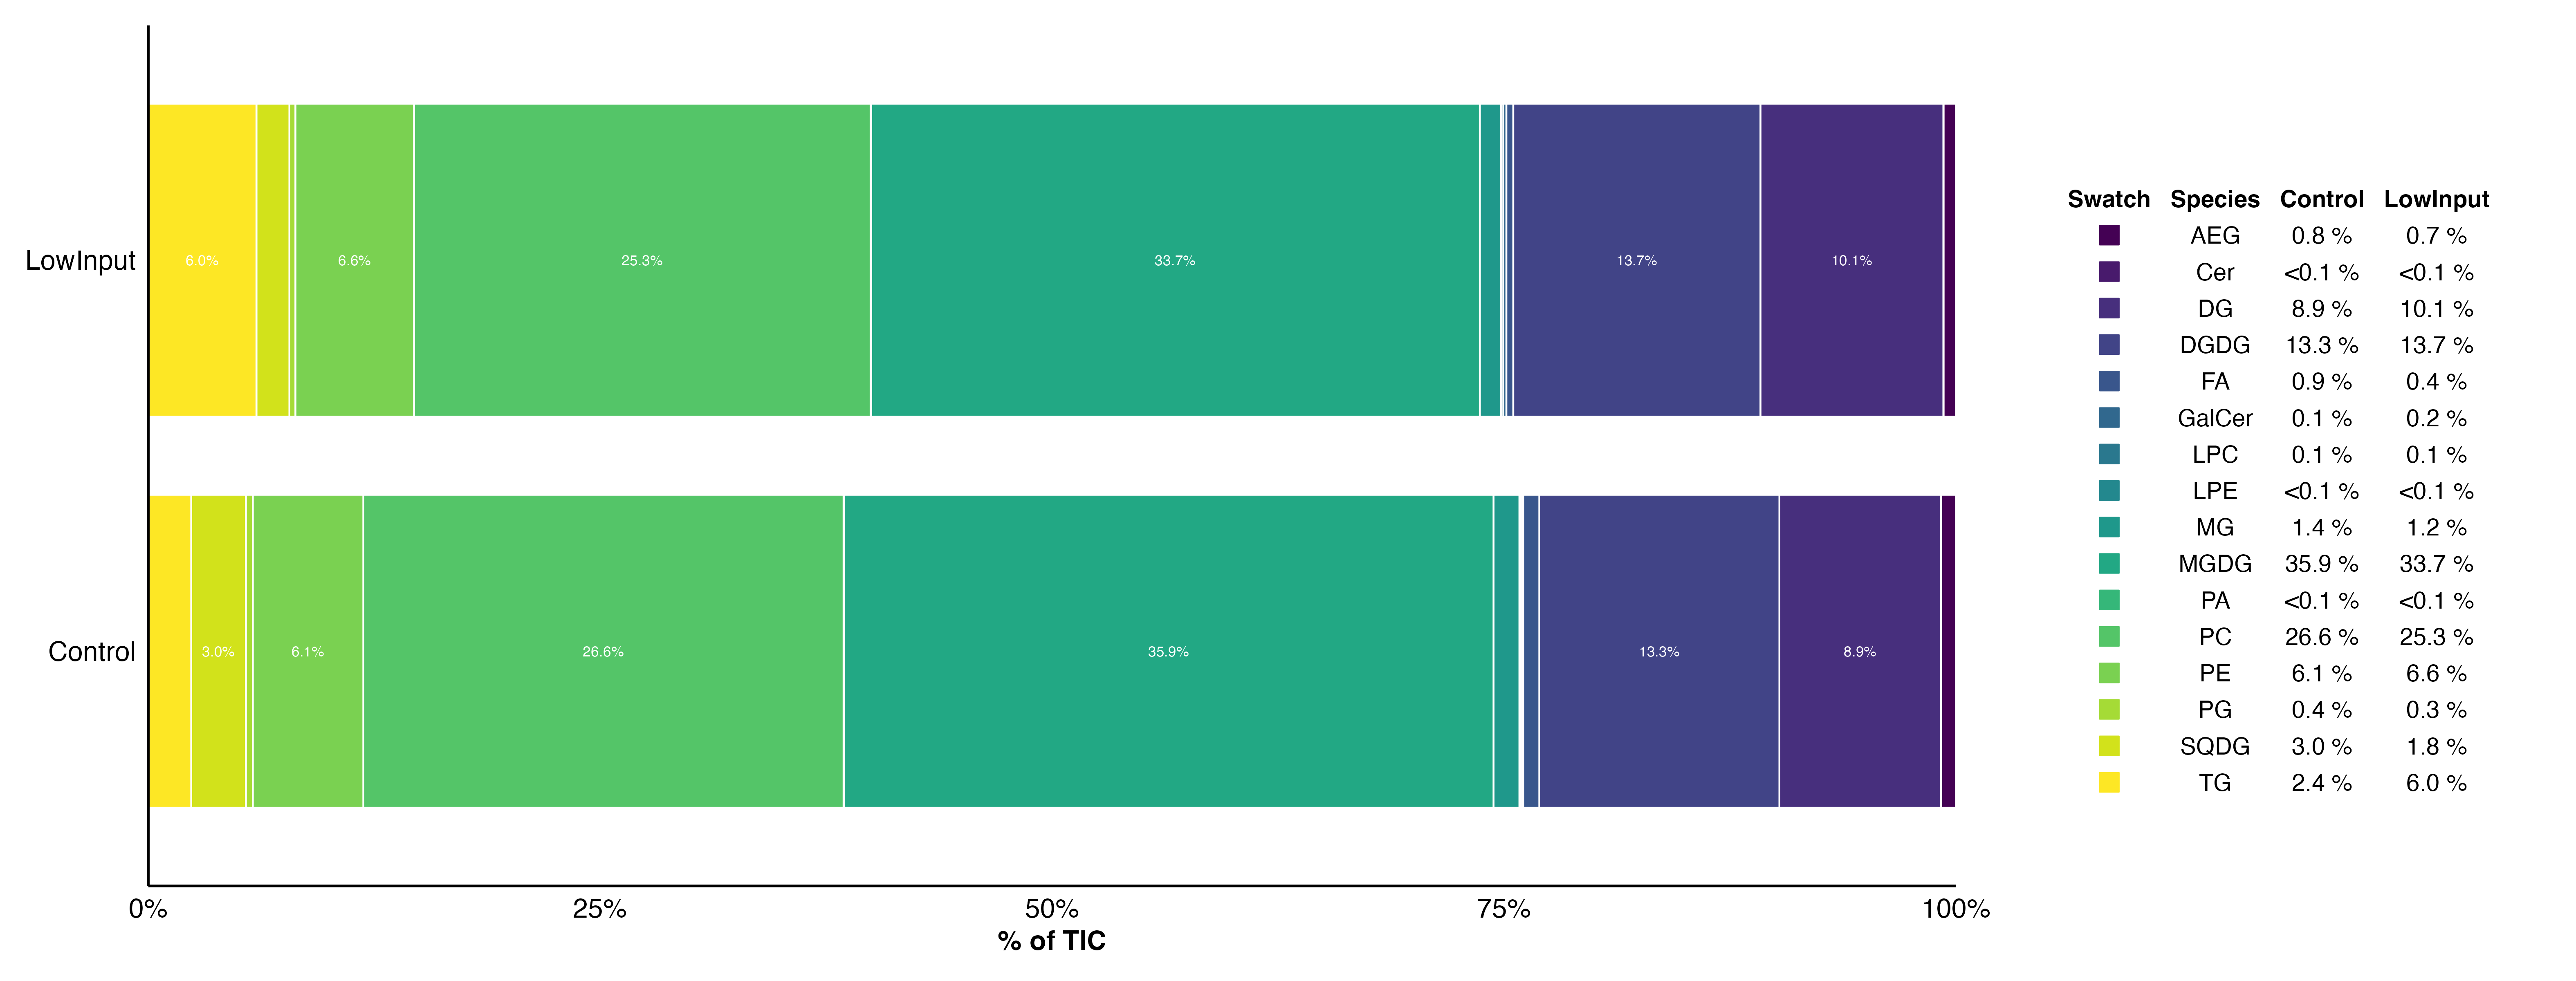 LowInput
6.0%
6.6%
25.3%
33.7%
13.7%
10.1%
Control
3.0%
6.1%
26.6%
35.9%
13.3%
8.9%
0% 25% 50% 75% 100%
% of TIC
Swatch Species Control LowInput
AEG 0.8 % 0.7 %
Cer <0.1 % <0.1 %
DG 8.9 % 10.1 %
DGDG 13.3 % 13.7 %
FA 0.9 % 0.4 %
GalCer 0.1 % 0.2 %
LPC 0.1 % 0.1 %
LPE <0.1 % <0.1 %
MG 1.4 % 1.2 %
MGDG 35.9 % 33.7 %
PA <0.1 % <0.1 %
PC 26.6 % 25.3 %
PE 6.1 % 6.6 %
PG 0.4 % 0.3 %
SQDG 3.0 % 1.8 %
TG 2.4 % 6.0 %